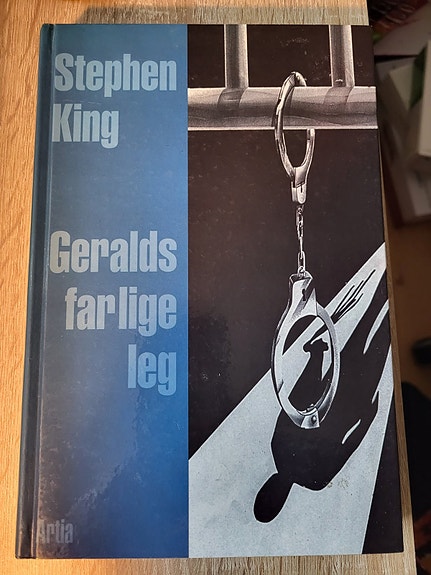 Stephen
King
Geralds
farlige
leg
Artia